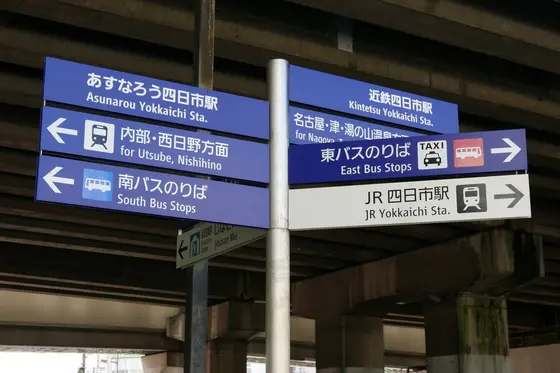 あすなろう四日市駅
Asunarou Yokkaichi Sta.
内部・西日野方面
for Utsube, Nishihino
南バスのりば
South Bus Stops
近鉄四日市駅
Kintetsu Yokkaichi Sta.
名古屋・津・湯の山温泉方
for Nagoya
東バスのりば
East Bus Stops
TAXI
JR 四日市駅
JR Yokkaichi Sta.